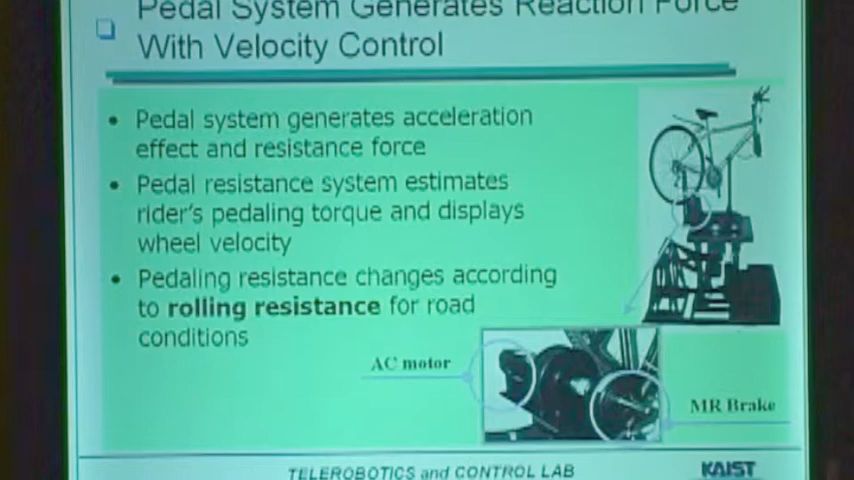 Pedal System Generates Reaction Force
With Velocity Control
• Pedal system generates acceleration
effect and resistance force
• Pedal resistance system estimates
rider's pedaling torque and displays
wheel velocity
• Pedaling resistance changes according
to rolling resistance for road
conditions
AC motor
MR Brake
TELEROBOTICS and CONTROL LAB
KAIST